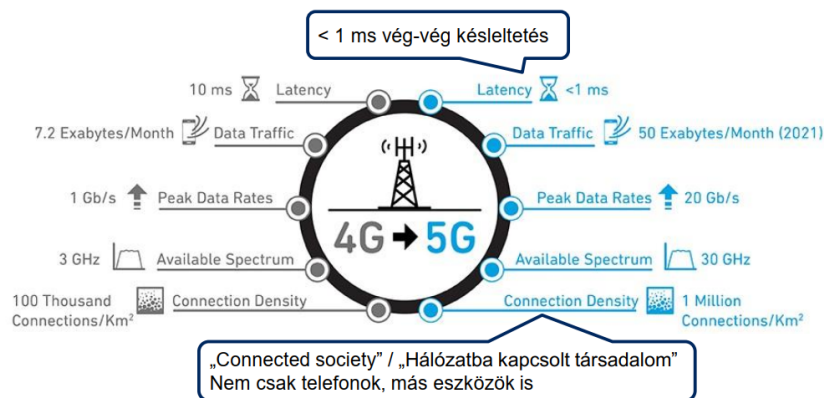 < 1 ms vég-vég késleltetés
10 ms Latency
Latency <1 ms
7.2 Exabytes/Month Data Traffic
Data Traffic 50 Exabytes/Month (2021)
1 Gb/s Peak Data Rates
Peak Data Rates 20 Gb/s
4G 5G
3 GHz Available Spectrum
Available Spectrum 30 GHz
100 Thousand
Connections/Km²
Connection Density
Connection Density
1 Million
Connections/Km²
„Connected society” / „Hálózatba kapcsolt társadalom”
Nem csak telefonok, más eszközök is